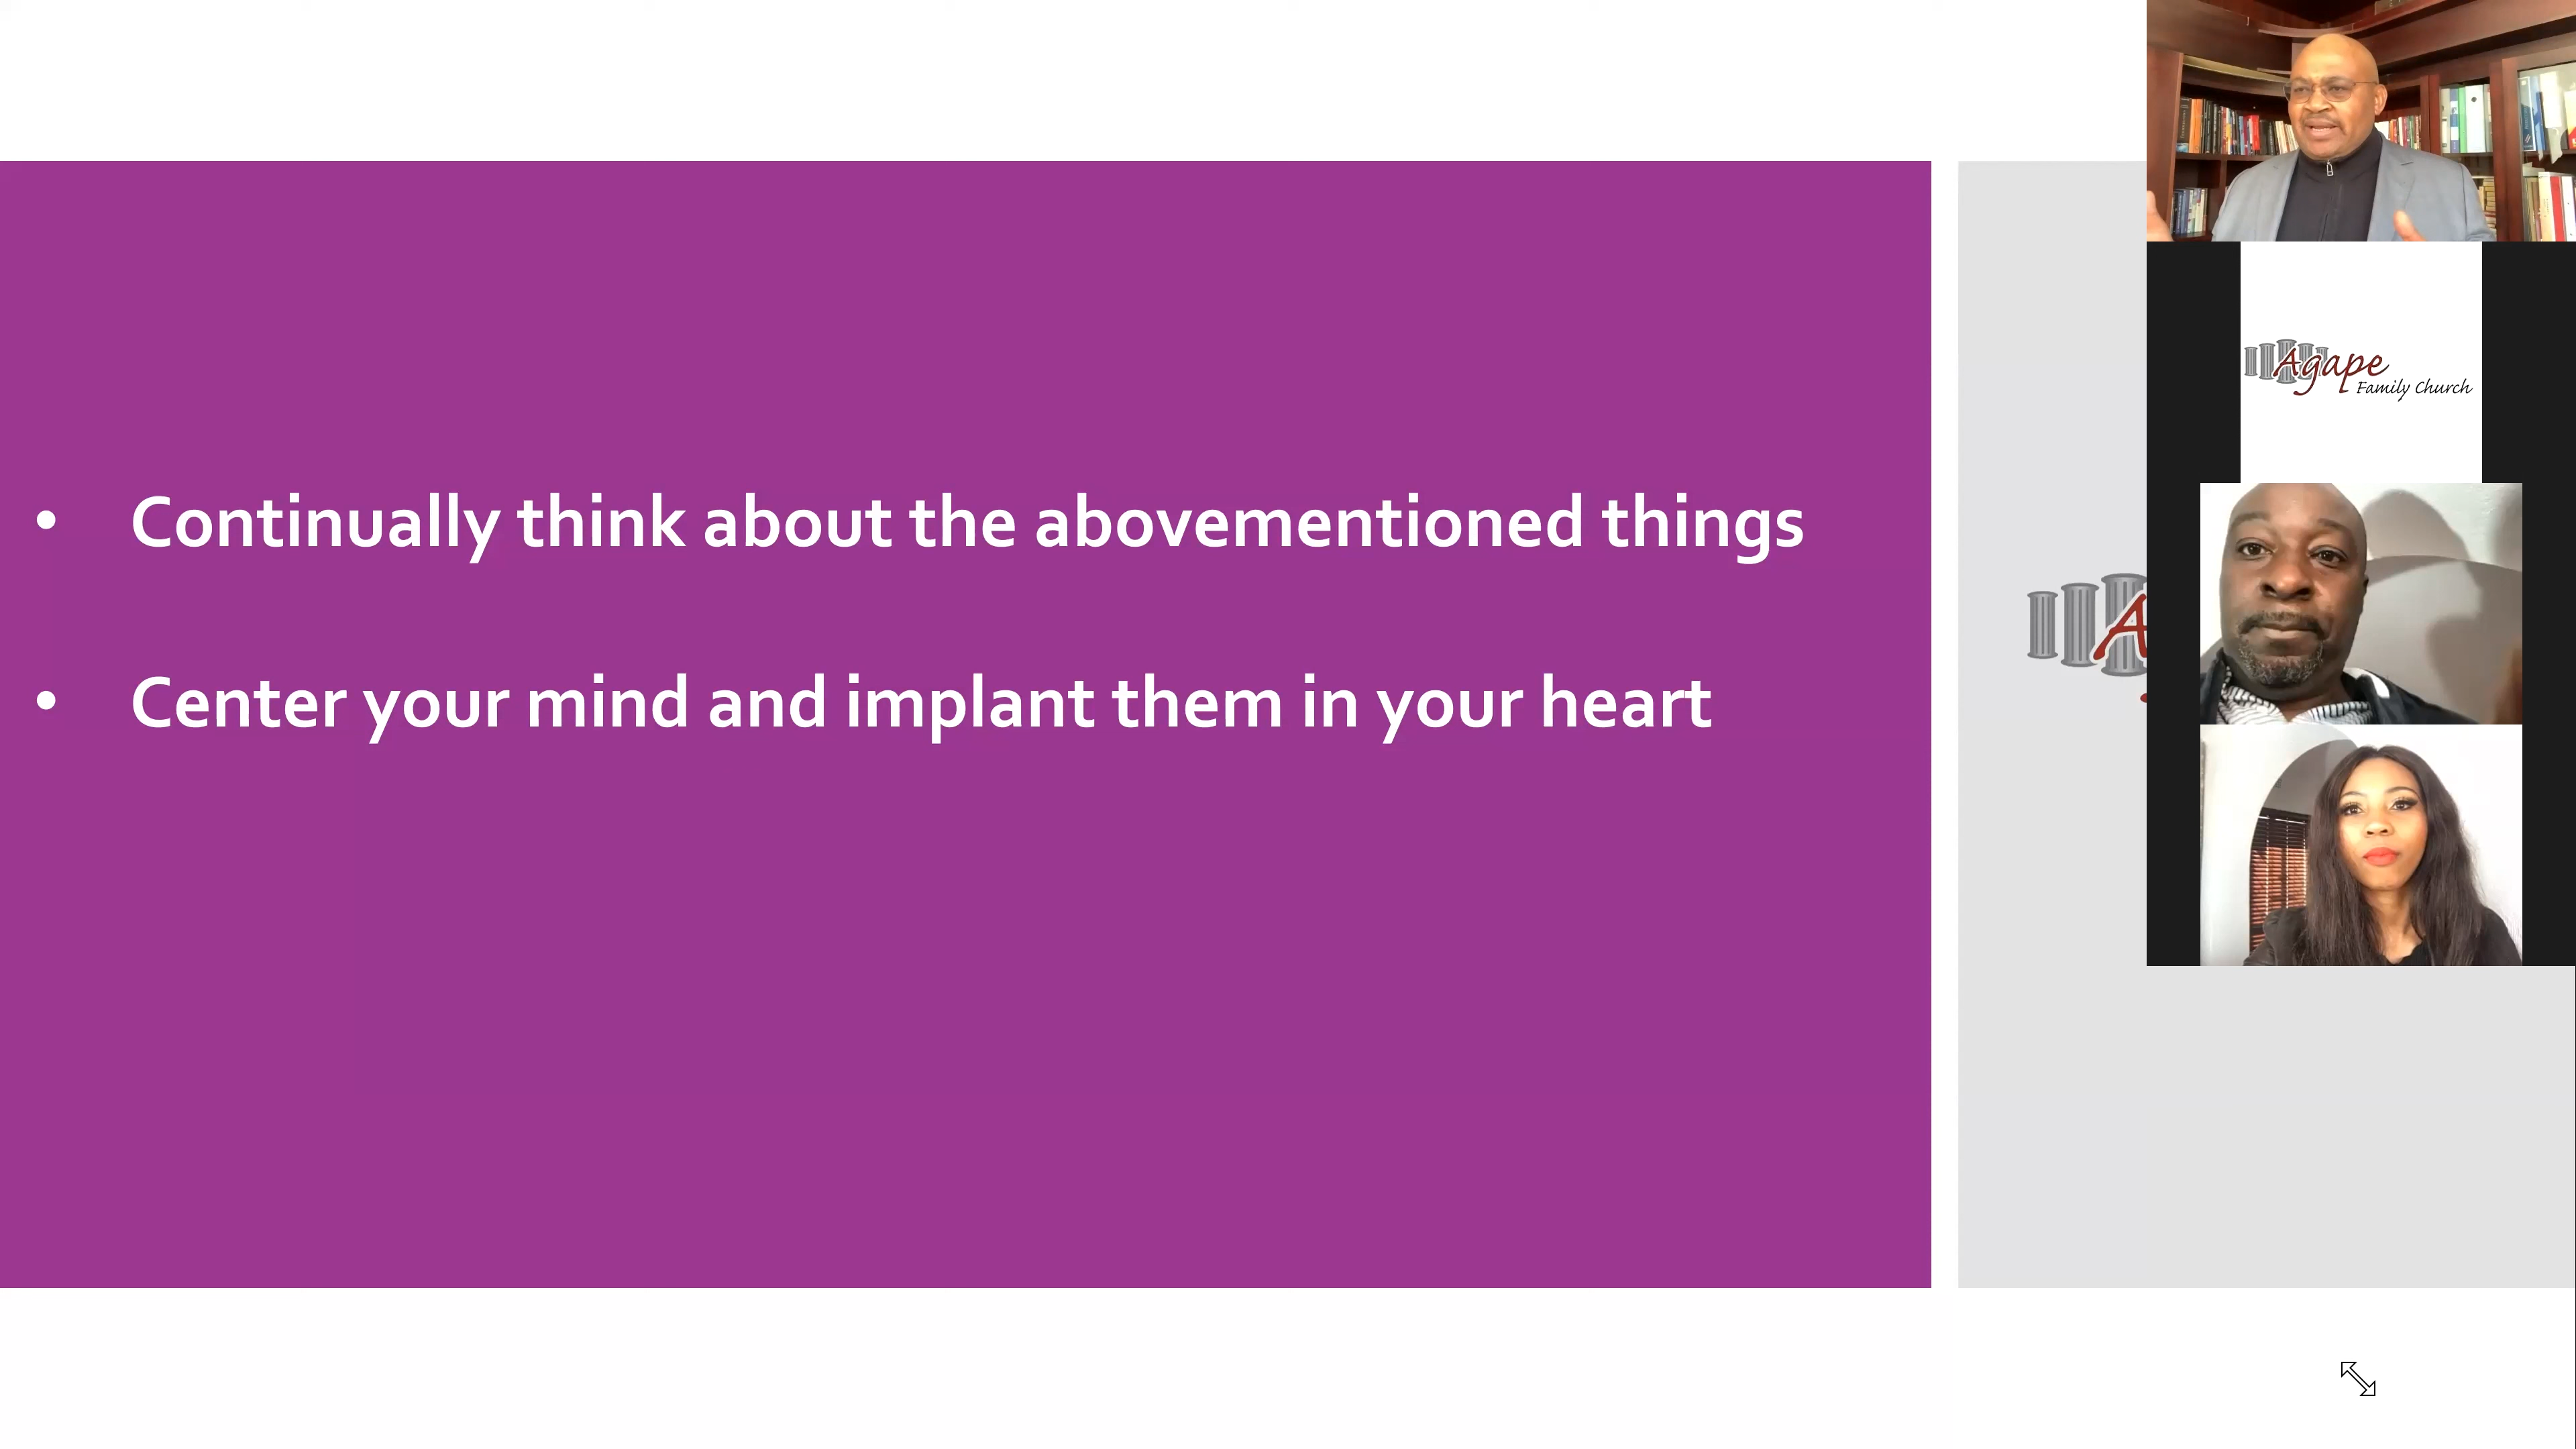 • Continually think about the abovementioned things
• Center your mind and implant them in your heart
Agape
Family Church
A